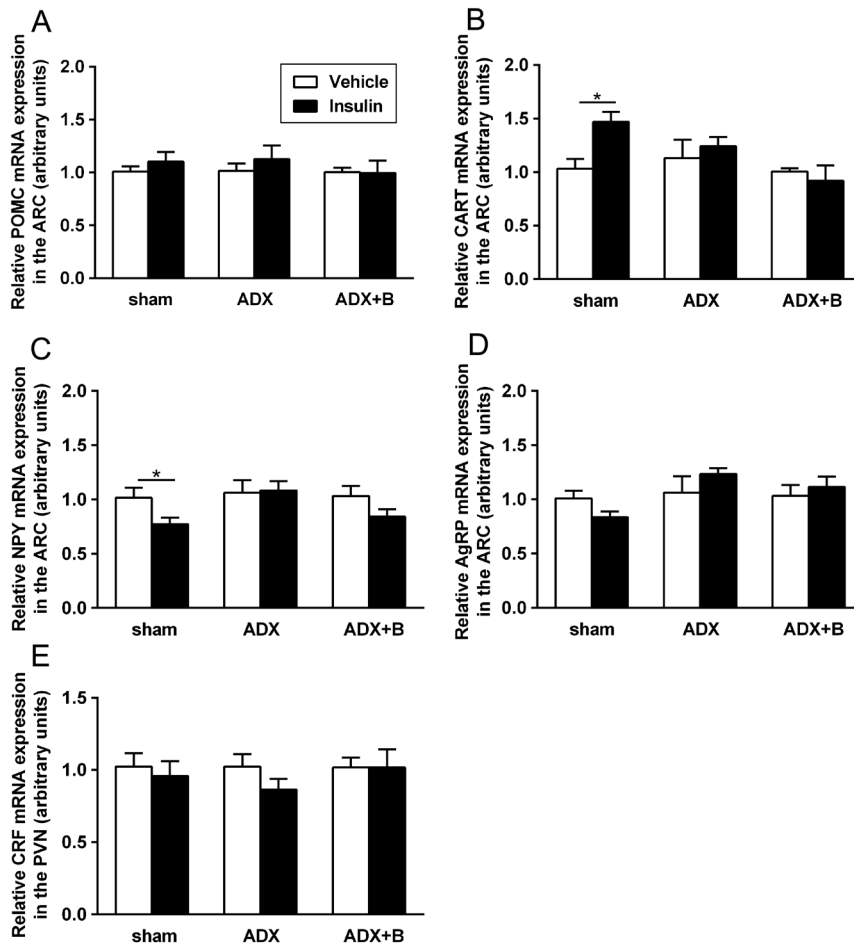 A
Relative POMC mRNA expression
in the ARC (arbitrary units)
2.0
1.5
1.0
0.5
0.0
Vehicle
Insulin
sham
ADX
ADX+B
B
Relative CART mRNA expression
in the ARC (arbitrary units)
2.0
1.5
1.0
0.5
0.0
*
sham
ADX
ADX+B
C
Relative NPY mRNA expression
in the ARC (arbitrary units)
2.0
1.5
1.0
0.5
0.0
*
sham
ADX
ADX+B
D
Relative AgRP mRNA expression
in the ARC (arbitrary units)
2.0
1.5
1.0
0.5
0.0
sham
ADX
ADX+B
E
Relative CRF mRNA expression
in the PVN (arbitrary units)
1.5
1.0
0.5
0.0
sham
ADX
ADX+B